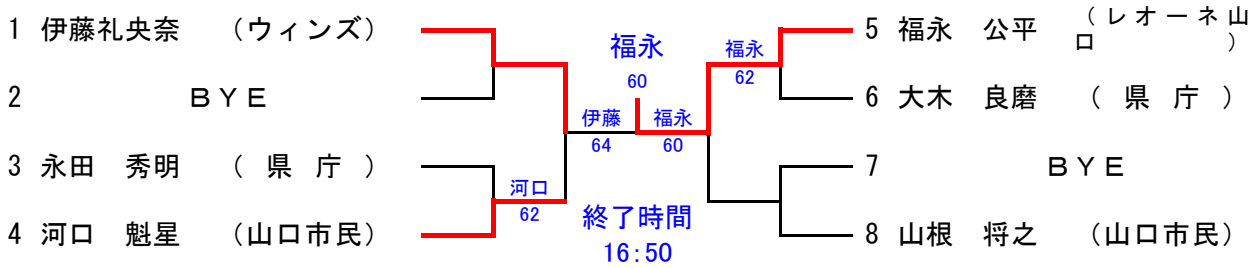 1 伊藤礼央奈 (ウィンズ)
2 BYE
3 永田 秀明 (県庁)
4 河口 魁星 (山口市民)
河口
62
伊藤
64
福永
60
福永
60
終了時間
16:50
福永
62
5 福永 公平 (レオーネ山
口)
6 大木 良磨 (県庁)
7 BYE
8 山根 将之 (山口市民)